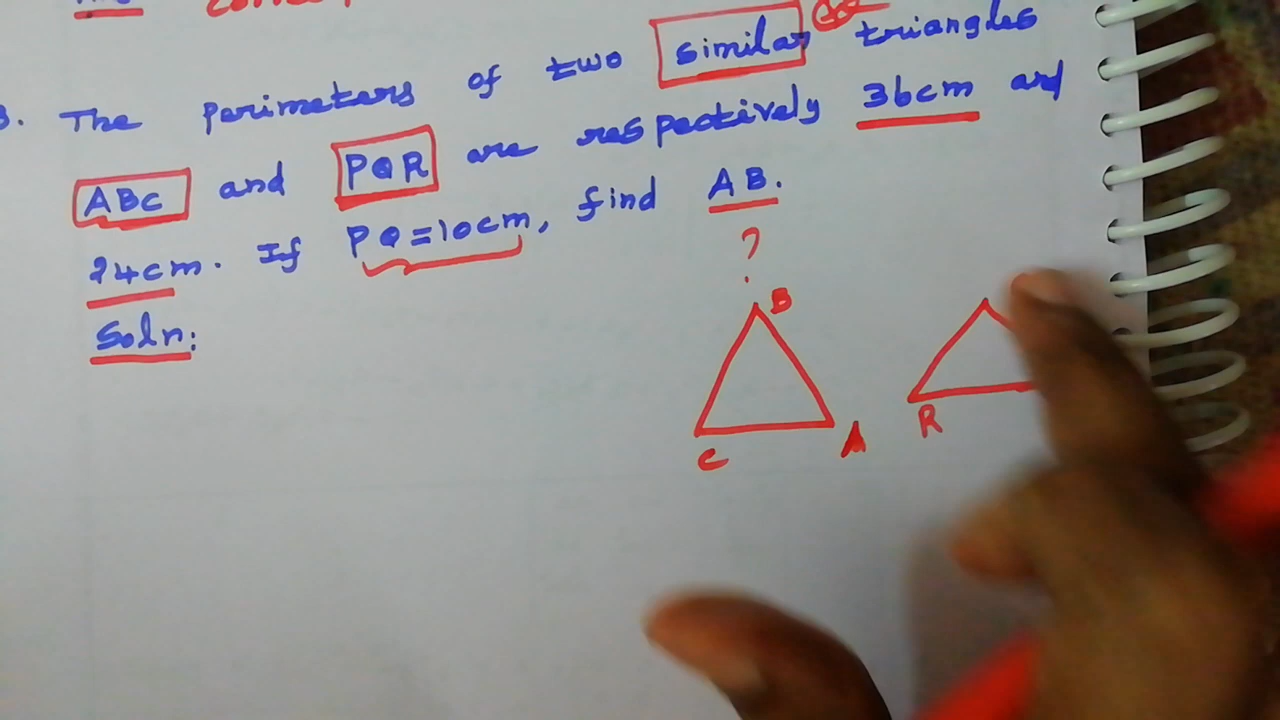 3. The perimeters of two similar triangles
ABC and PQR are respectively 36cm and
24cm. If PQ=10cm, find AB.
?
Soln:
B
C A R